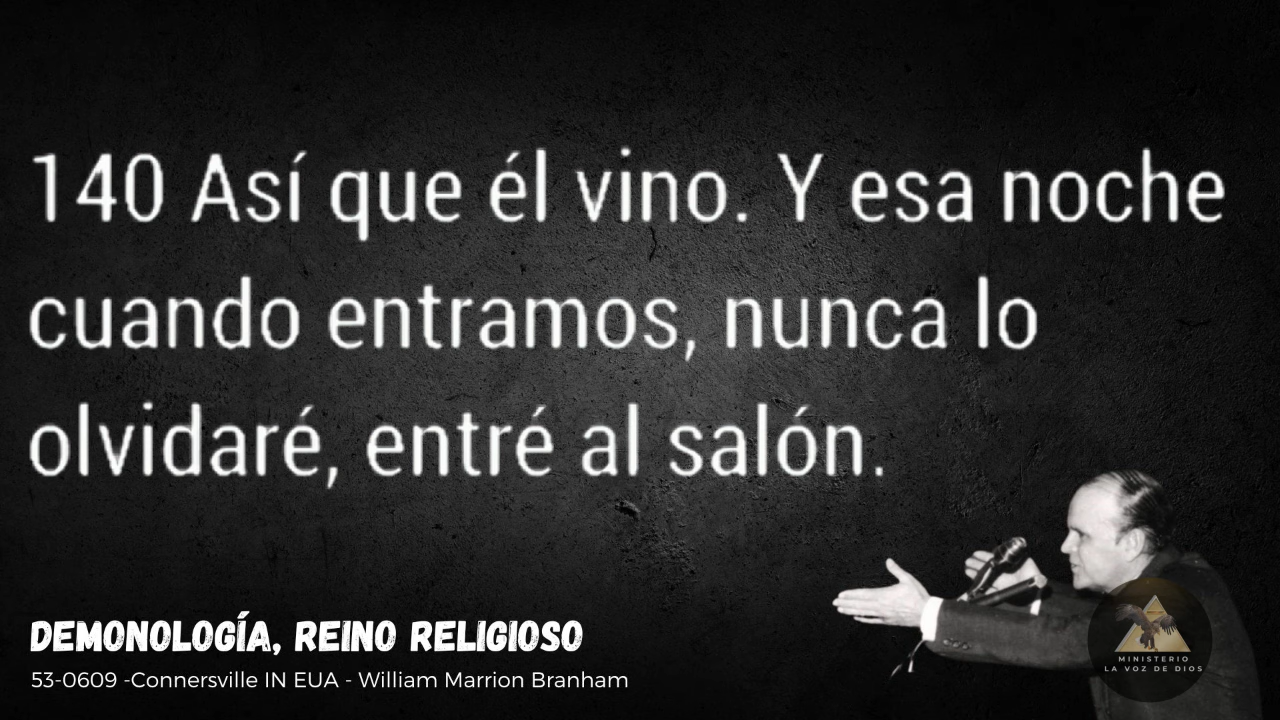 140 Así que él vino. Y esa noche
cuando entramos, nunca lo
olvidaré, entré al salón.
DEMONOLOGÍA, REINO RELIGIOSO
53-0609 -Connersville IN EUA - William Marrion Branham
MINISTERIO
LA VOZ DE DIOS